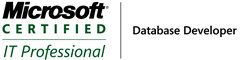 Microsoft
CERTIFIED
IT Professional
Database Developer